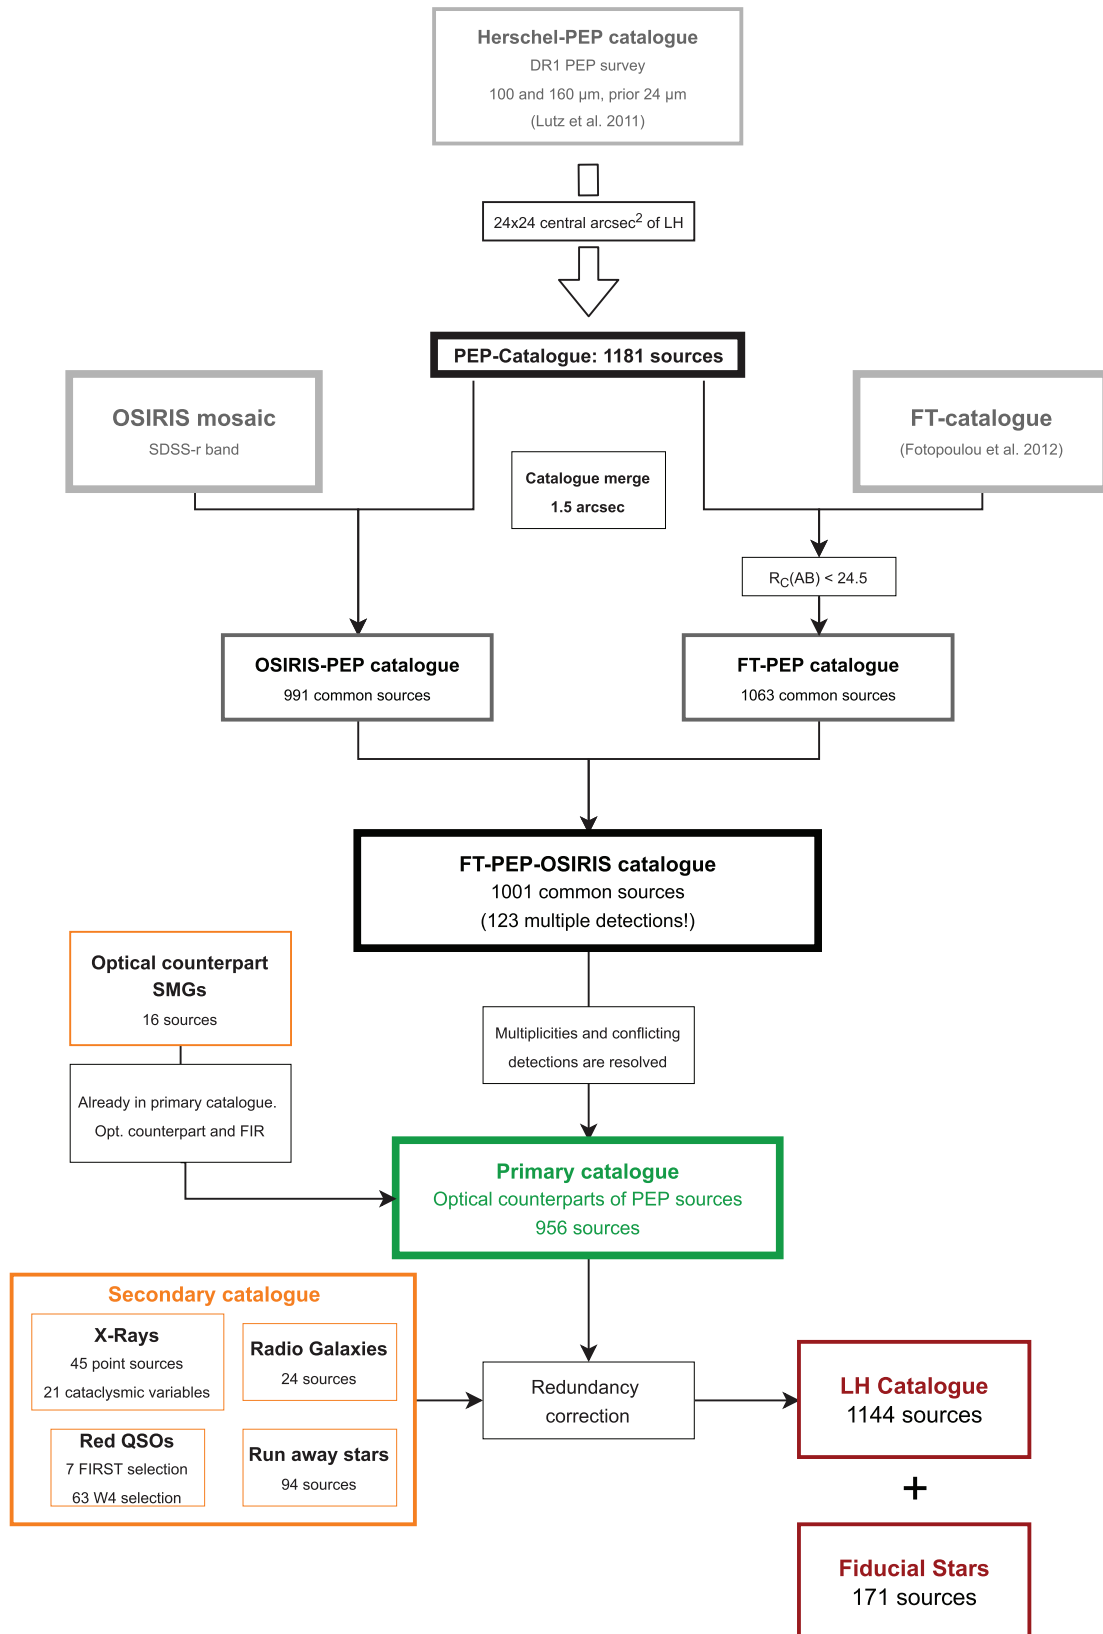 Herschel-PEP catalogue
DR1 PEP survey
100 and 160 µm, prior 24 µm
(Lutz et al. 2011)
24x24 central arcsec² of LH
PEP-Catalogue: 1181 sources
OSIRIS mosaic
SDSS-r band
FT-catalogue
(Fotopoulou et al. 2012)
Catalogue merge
1.5 arcsec
R_C(AB) < 24.5
OSIRIS-PEP catalogue
991 common sources
FT-PEP catalogue
1063 common sources
FT-PEP-OSIRIS catalogue
1001 common sources
(123 multiple detections!)
Optical counterpart
SMGs
16 sources
Multiplicities and conflicting
detections are resolved
Already in primary catalogue.
Opt. counterpart and FIR
Primary catalogue
Optical counterparts of PEP sources
956 sources
Secondary catalogue
X-Rays
45 point sources
21 cataclysmic variables
Radio Galaxies
24 sources
Red QSOs
7 FIRST selection
63 W4 selection
Run away stars
94 sources
Redundancy
correction
LH Catalogue
1144 sources
+
Fiducial Stars
171 sources